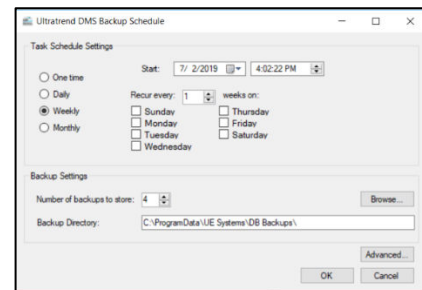 Ultratrend DMS Backup Schedule
Task Schedule Settings
Start: 7/ 2/2019 4:02:22 PM
One time
Daily
Weekly
Monthly
Recur every: 1 weeks on:
Sunday Thursday
Monday Friday
Tuesday Saturday
Wednesday
Backup Settings
Number of backups to store: 4 Browse...
Backup Directory: C:\ProgramData\UE Systems\DB Backups\
Advanced...
OK Cancel